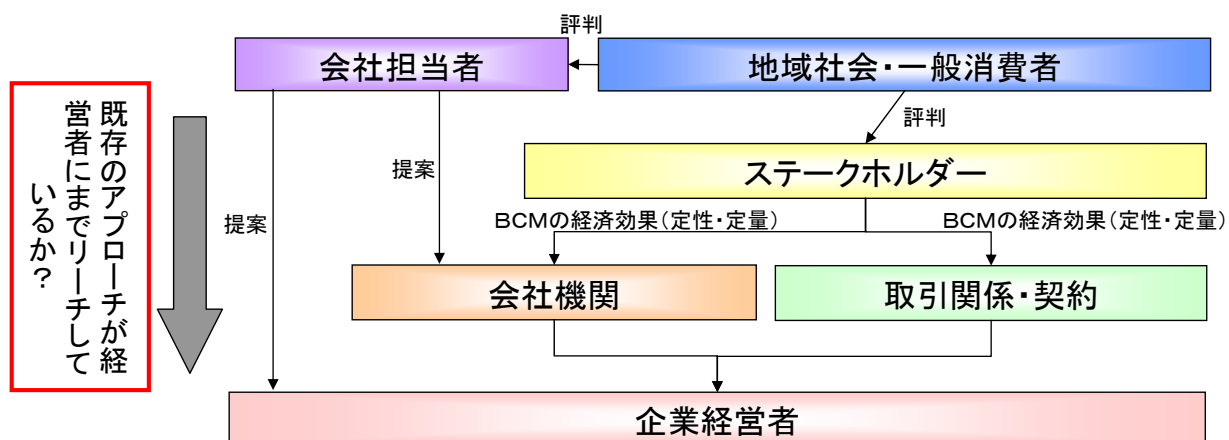 評判
会社担当者
地域社会・一般消費者
既存のアプローチが経
営者にまでリーチして
いるか？
評判
提案
提案
ステークホルダー
BCMの経済効果（定性・定量）
BCMの経済効果（定性・定量）
会社機関
取引関係・契約
企業経営者